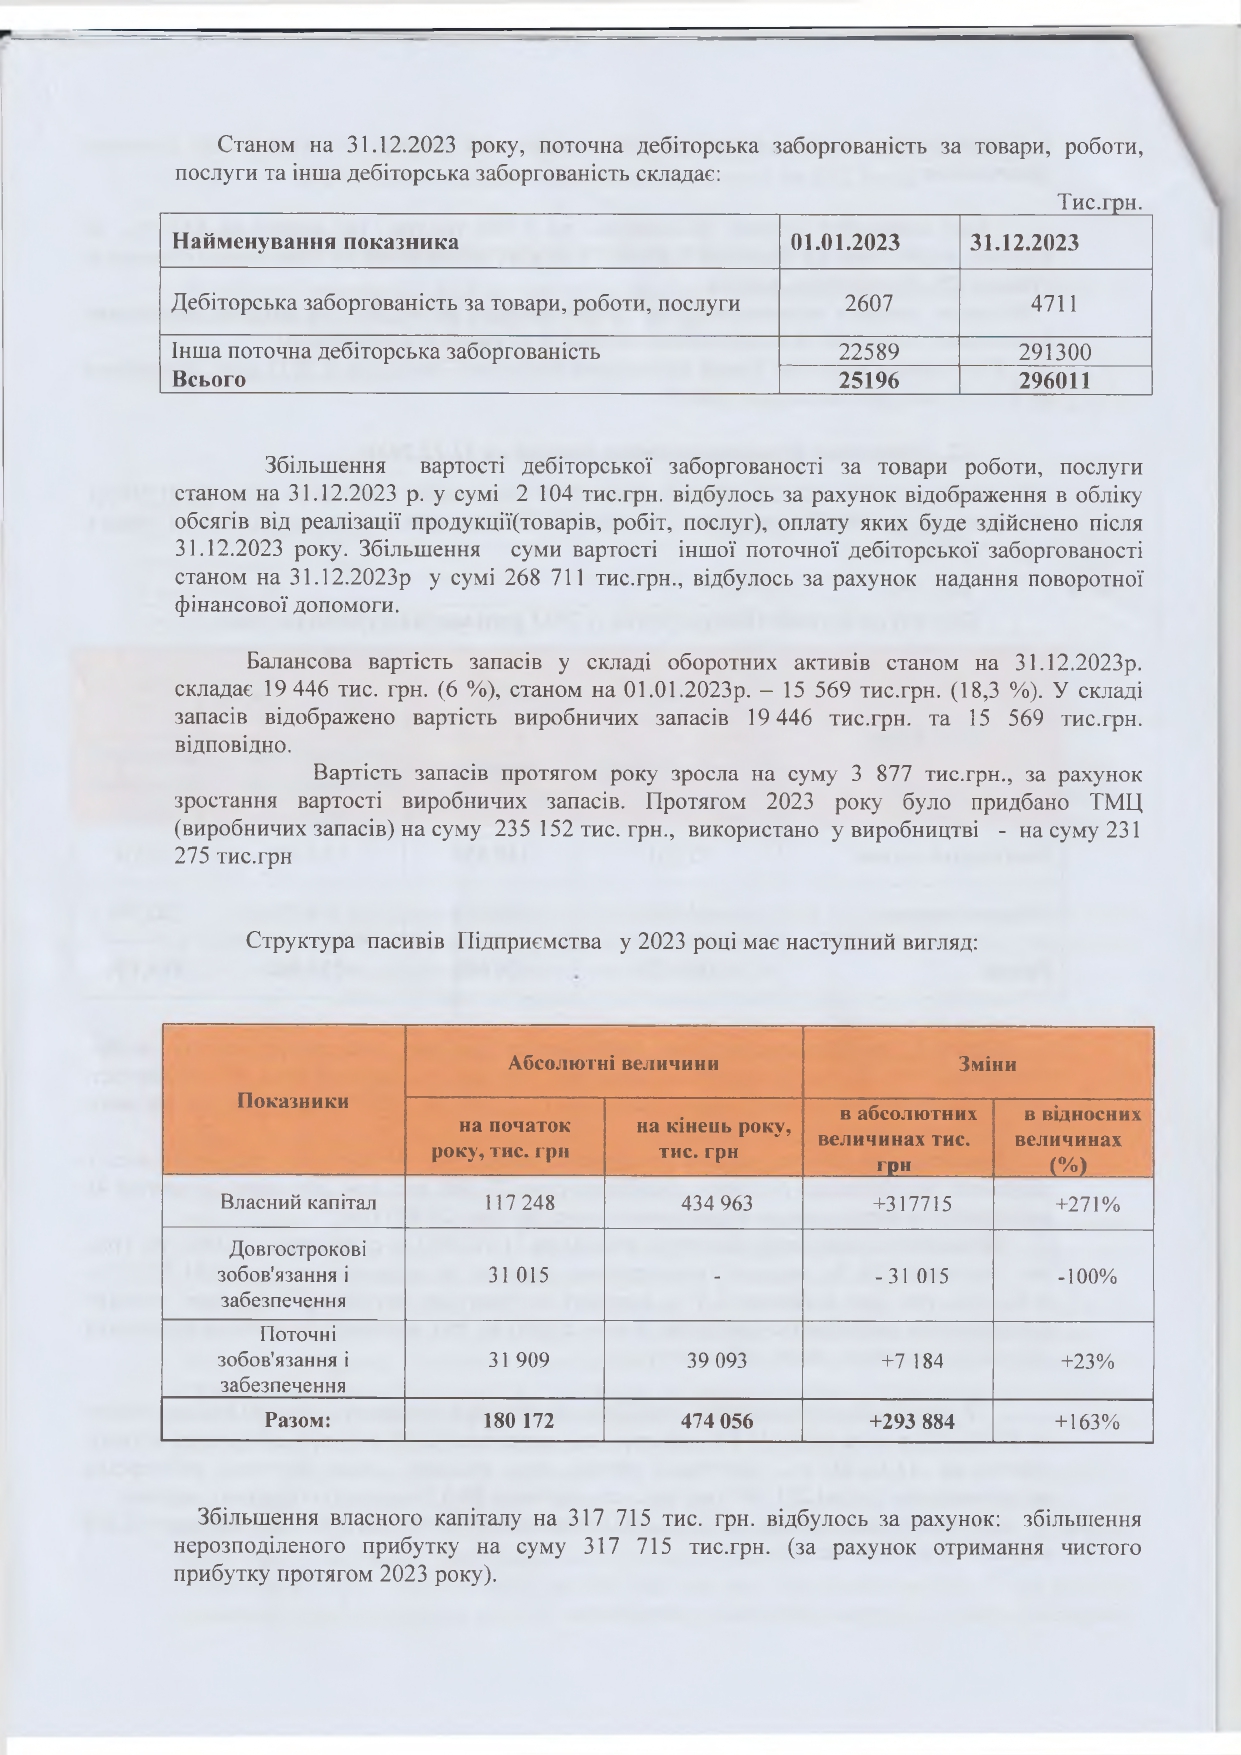 Станом на 31.12.2023 року, поточна дебіторська заборгованість за товари, роботи,
послуги та інша дебіторська заборгованість складає:
Тис.грн.
Найменування показника 01.01.2023 31.12.2023
Дебіторська заборгованість за товари, роботи, послуги 2607 4711
Інша поточна дебіторська заборгованість 22589 291300
Всього 25196 296011
Збільшення вартості дебіторської заборгованості за товари роботи, послуги
станом на 31.12.2023 р. у сумі 2 104 тис.грн. відбулось за рахунок відображення в обліку
обсягів від реалізації продукції(товарів, робіт, послуг), оплату яких буде здійснено після
31.12.2023 року. Збільшення суми вартості іншої поточної дебіторської заборгованості
станом на 31.12.2023р у сумі 268 711 тис.грн., відбулось за рахунок надання поворотної
фінансової допомоги.
Балансова вартість запасів у складі оборотних активів станом на 31.12.2023р.
складає 19 446 тис. грн. (6 %), станом на 01.01.2023р. – 15 569 тис.грн. (18,3 %). У складі
запасів відображено вартість виробничих запасів 19 446 тис.грн. та 15 569 тис.грн.
відповідно.
Вартість запасів протягом року зросла на суму 3 877 тис.грн., за рахунок
зростання вартості виробничих запасів. Протягом 2023 року було придбано ТМЦ
(виробничих запасів) на суму 235 152 тис. грн., використано у виробництві - на суму 231
275 тис.грн
Структура пасивів Підприємства у 2023 році має наступний вигляд:
Абсолютні величини Зміни
Показники
на початок на кінець року, в абсолютних в відносних
року, тис. грн тис. грн величинах тис. величинах
грн (%)
Власний капітал 117 248 434 963 +317715 +271%
Довгострокові
зобов'язання і 31 015 - - 31 015 -100%
забезпечення
Поточні
зобов'язання і 31 909 39 093 +7 184 +23%
забезпечення
Разом: 180 172 474 056 +293 884 +163%
Збільшення власного капіталу на 317 715 тис. грн. відбулось за рахунок: збільшення
нерозподіленого прибутку на суму 317 715 тис.грн. (за рахунок отримання чистого
прибутку протягом 2023 року).